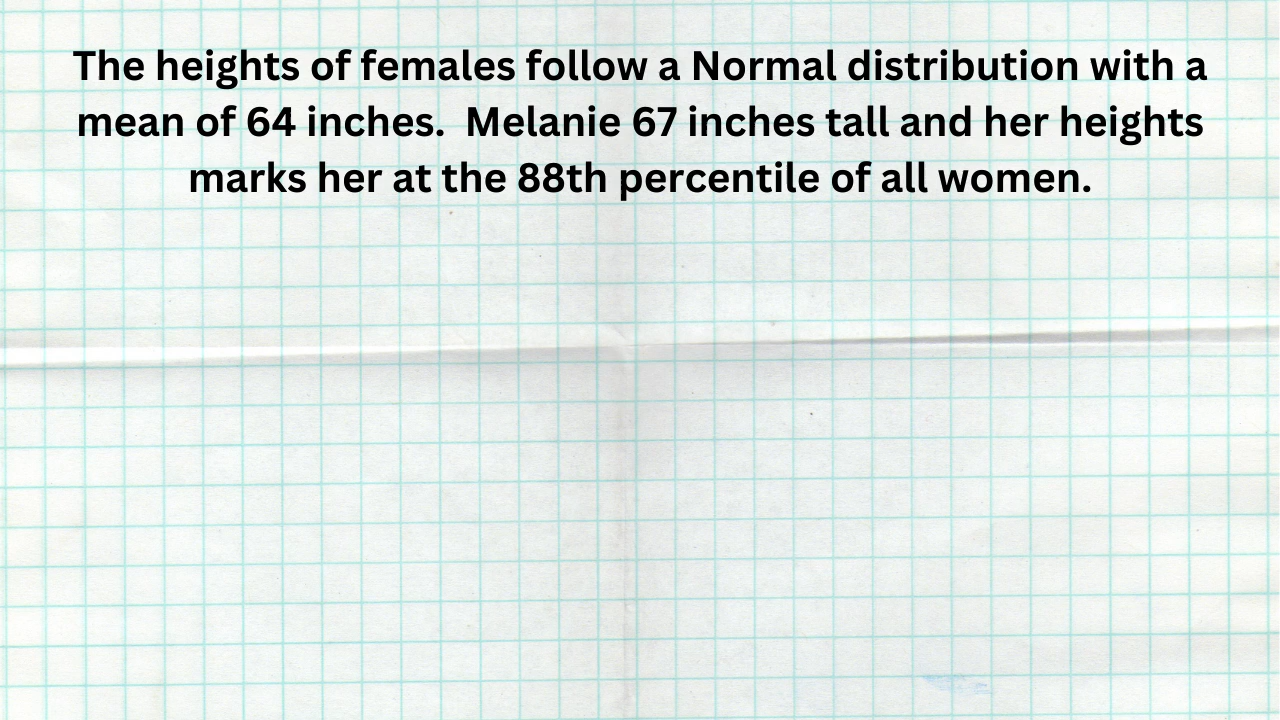 The heights of females follow a Normal distribution with a
mean of 64 inches.  Melanie 67 inches tall and her heights
marks her at the 88th percentile of all women.